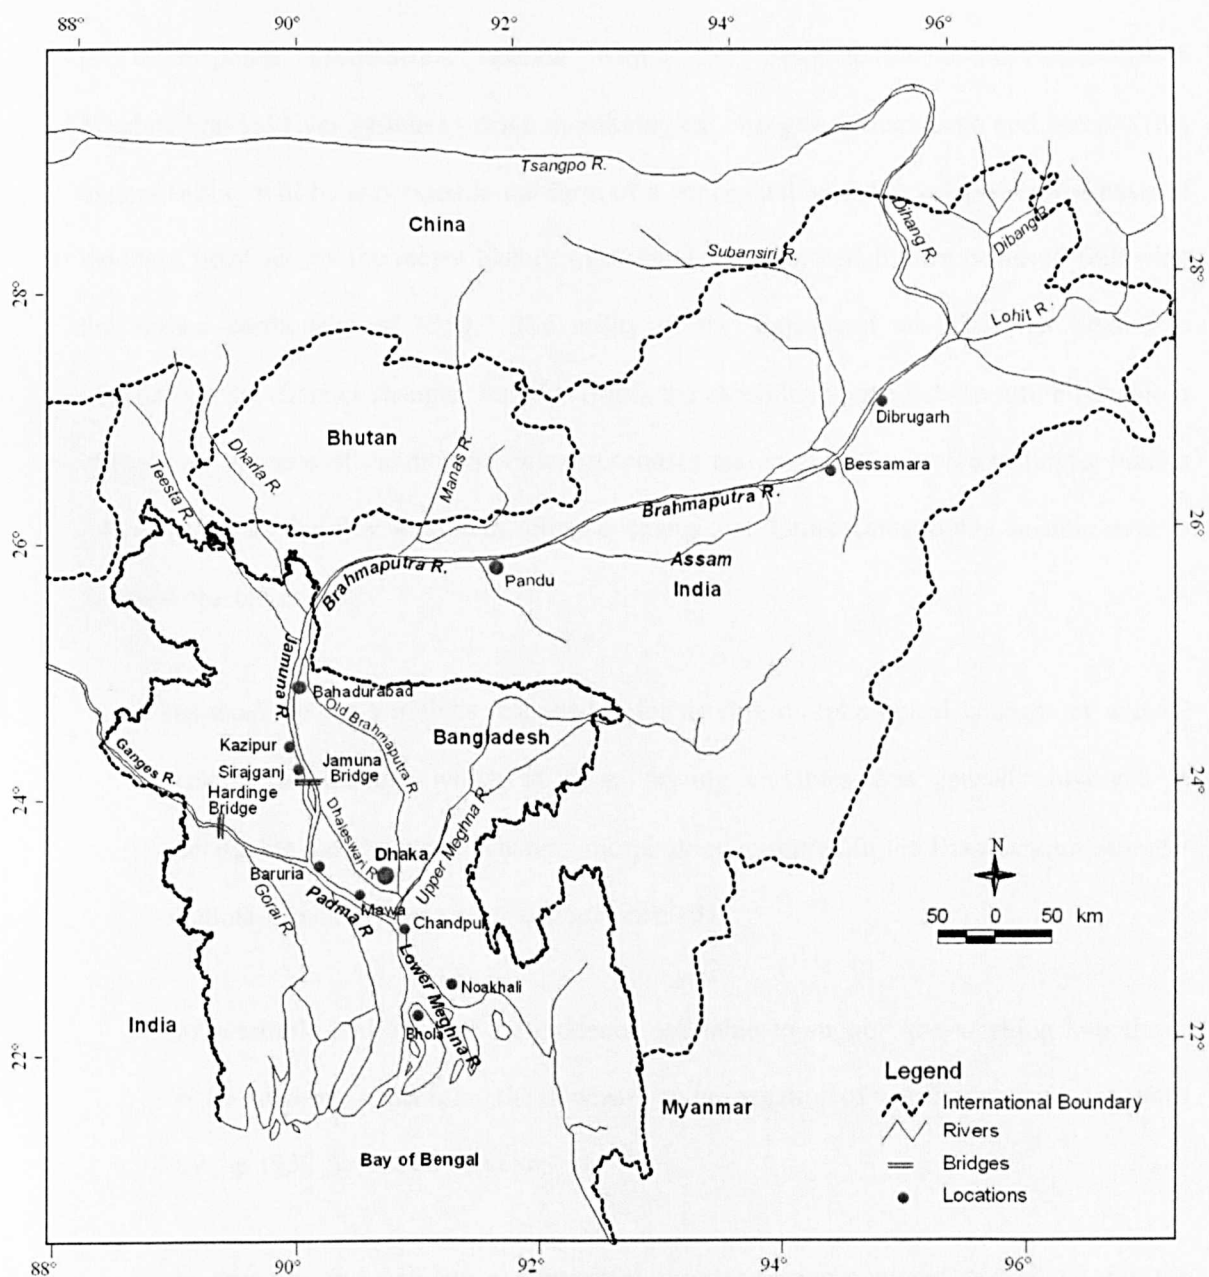 88° 90° 92° 94° 96°
Tsangpo R.
China
Subansiri R.
Dihang R.
Dibang R.
28°
28°
Lohit R.
Dibrugarh
Bhutan
Manas R.
Dharla R.
Teesta R.
Bessamara
Brahmaputra R.
26°
26°
Assam
India
Pandu
Brahmaputra R.
Jamuna R.
Bahadurabad
Old Brahmaputra R.
Bangladesh
Kazipur
Sirajganj
Jamuna
Bridge
Ganges R.
Hardinge
Bridge
24°
24°
Dhaleswari R.
Dhaka
Upper Meghna R.
Baruria
Padma R
Mawa
Gorai R.
Chandpur
Lower Meghna R.
Noakhali
Bhola
India
22°
22°
N
50 0 50 km
Myanmar
Bay of Bengal
Legend
International Boundary
Rivers
Bridges
Locations
88° 90° 92° 94° 96°